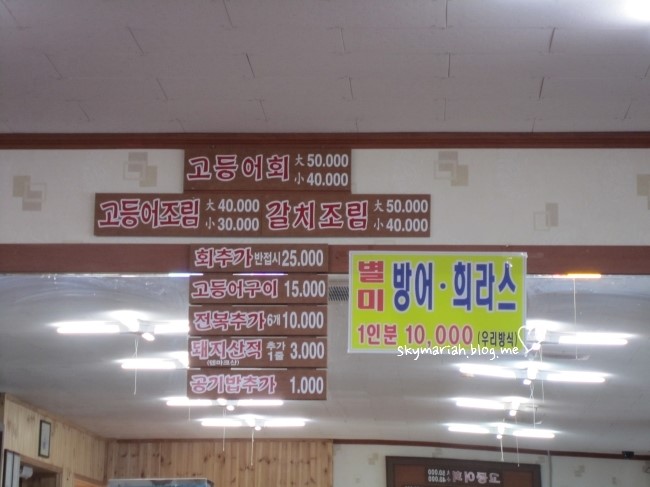 고등어회 大 50.000
小 40.000
고등어조림 大 40.000
小 30.000
갈치조림 大 50.000
小 40.000
회추가 반접시 25.000
고등어구이 15.000
전복추가 6개 10.000
돼지산적 추가 1줄 3.000
공기밥추가 1.000
별미 방어·희라스
1인분 10,000 (우리방식)
skymariah.blog.me